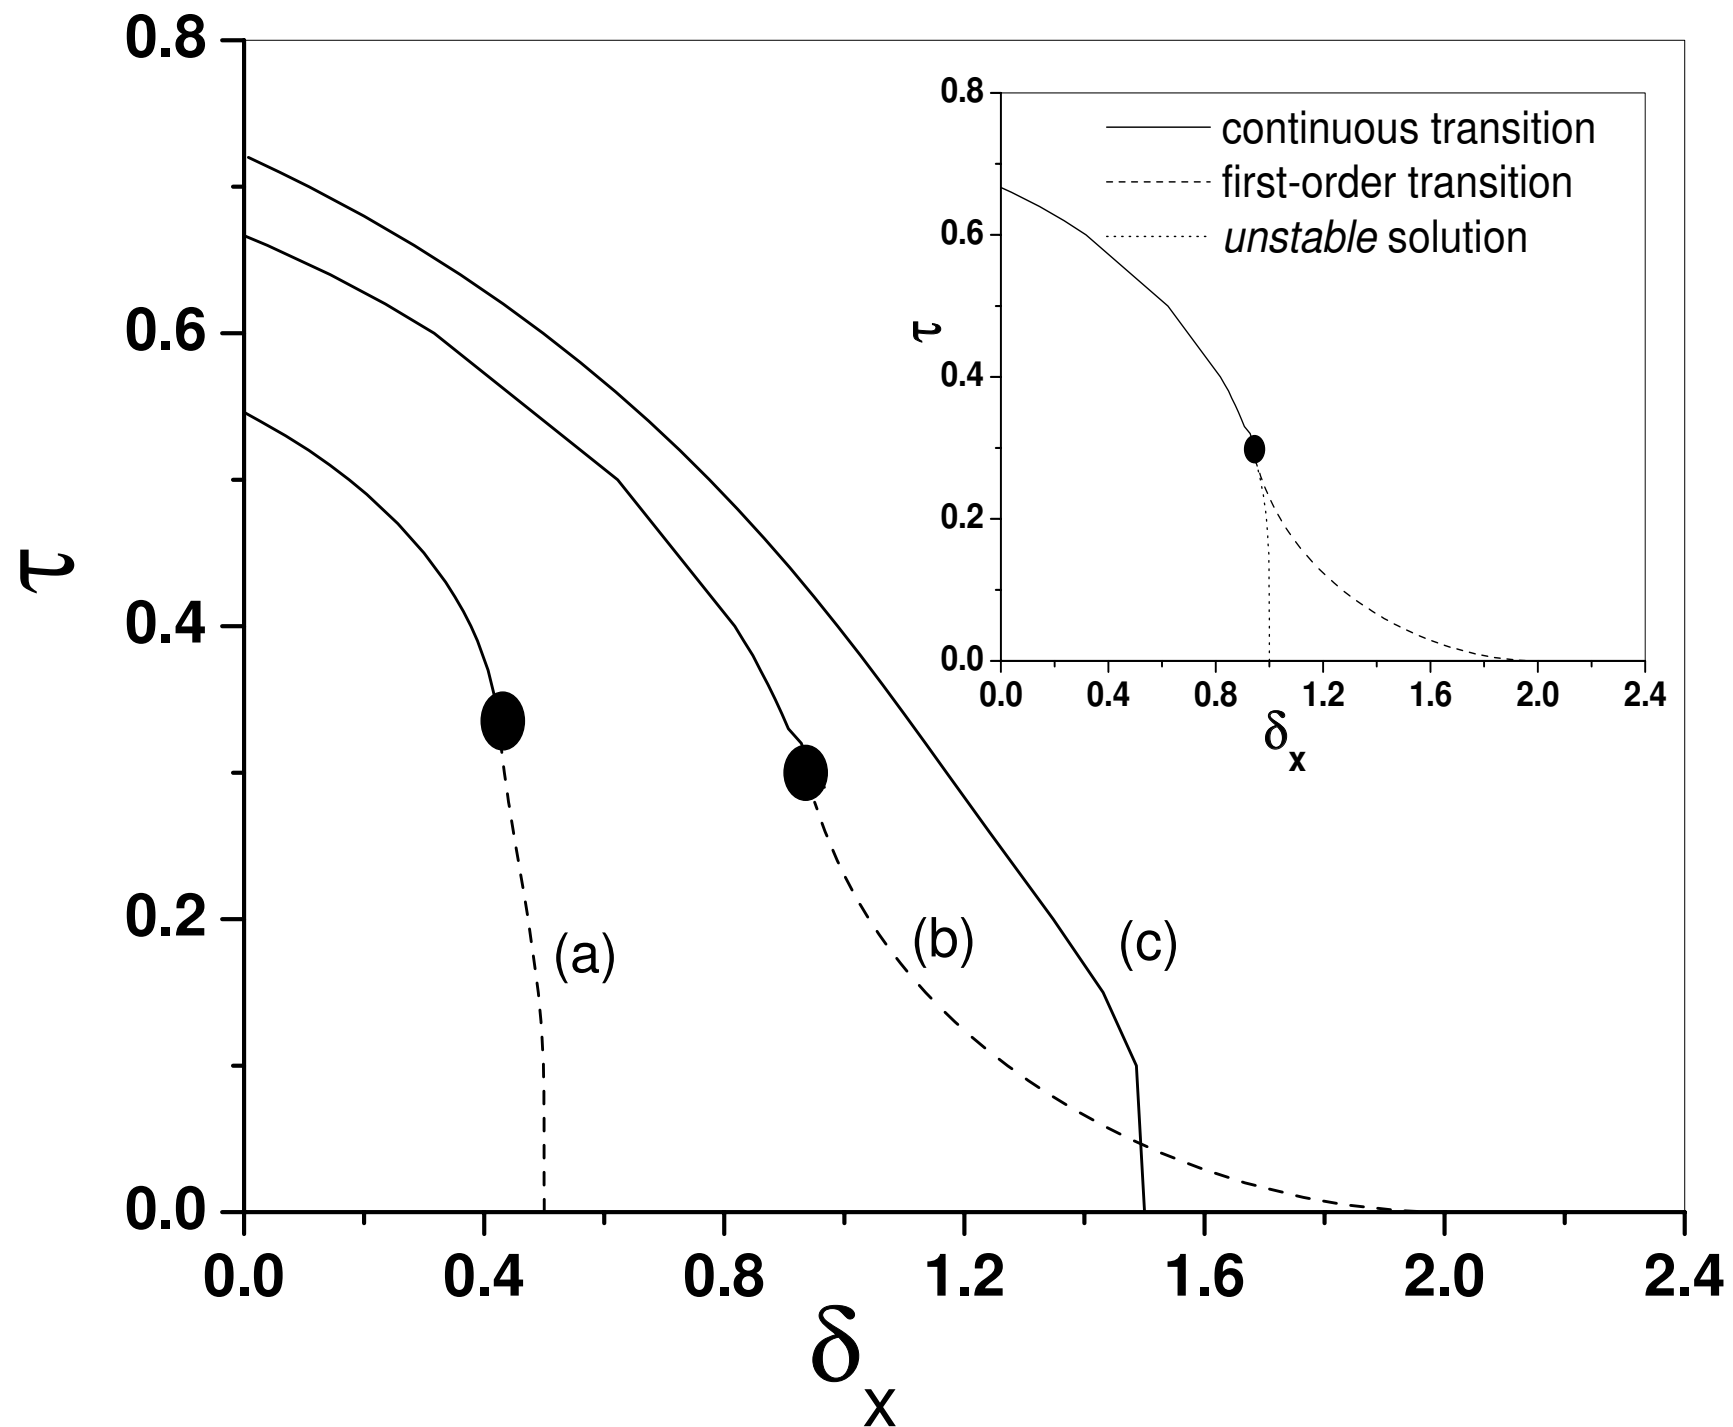 0.8
0.6
0.4
0.2
0.0
τ
0.0 0.4 0.8 1.2 1.6 2.0 2.4
δx
(a)
(b)
(c)
0.8
0.6
0.4
0.2
0.0
τ
continuous transition
first-order transition
unstable solution
0.0 0.4 0.8 1.2 1.6 2.0 2.4
δx